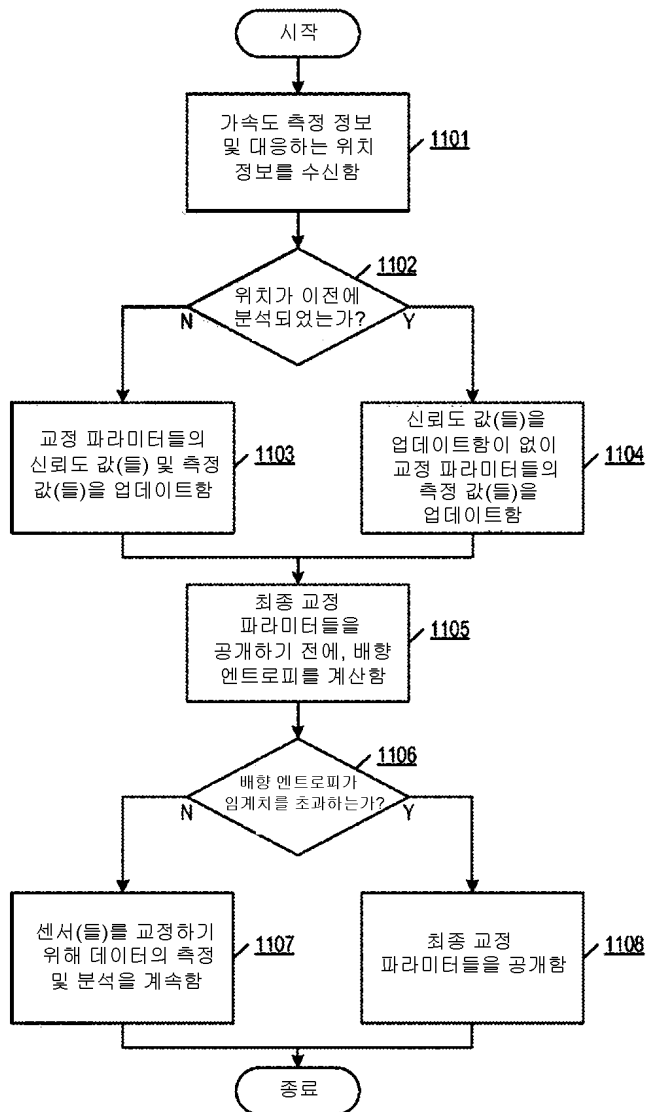 시작
가속도 측정 정보
및 대응하는 위치
정보를 수신함
1101
1102
위치가 이전에
분석되었는가?
N
Y
교정 파라미터들의
신뢰도 값(들) 및 측정
값(들)을 업데이트함
1103
신뢰도 값(들)을
업데이트함이 없이
교정 파라미터들의
측정 값(들)을
업데이트함
1104
최종 교정
파라미터들을
공개하기 전에, 배향
엔트로피를 계산함
1105
1106
배향 엔트로피가
임계치를 초과하는가?
N
Y
센서(들)를 교정하기
위해 데이터의 측정
및 분석을 계속함
1107
최종 교정
파라미터들을 공개함
1108
종료